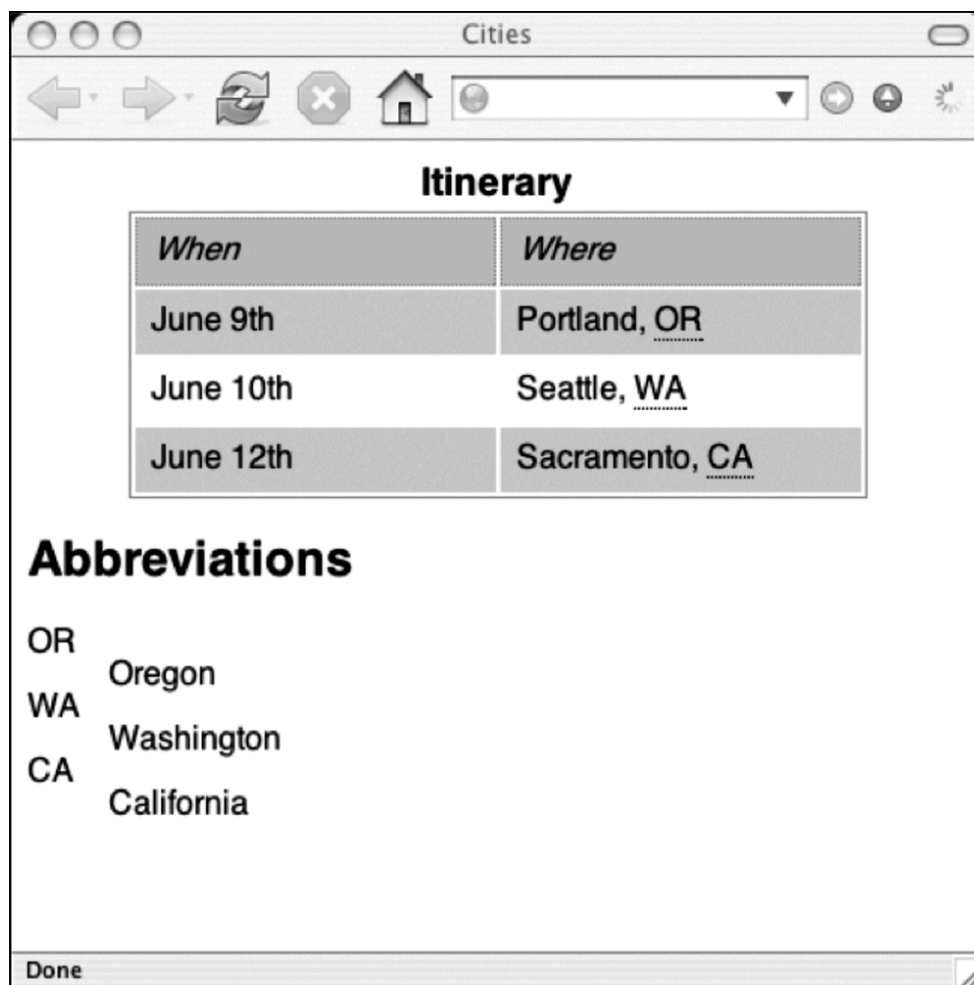 Cities
Itinerary
When Where
June 9th Portland, OR
June 10th Seattle, WA
June 12th Sacramento, CA
Abbreviations
OR
Oregon
WA
Washington
CA
California
Done